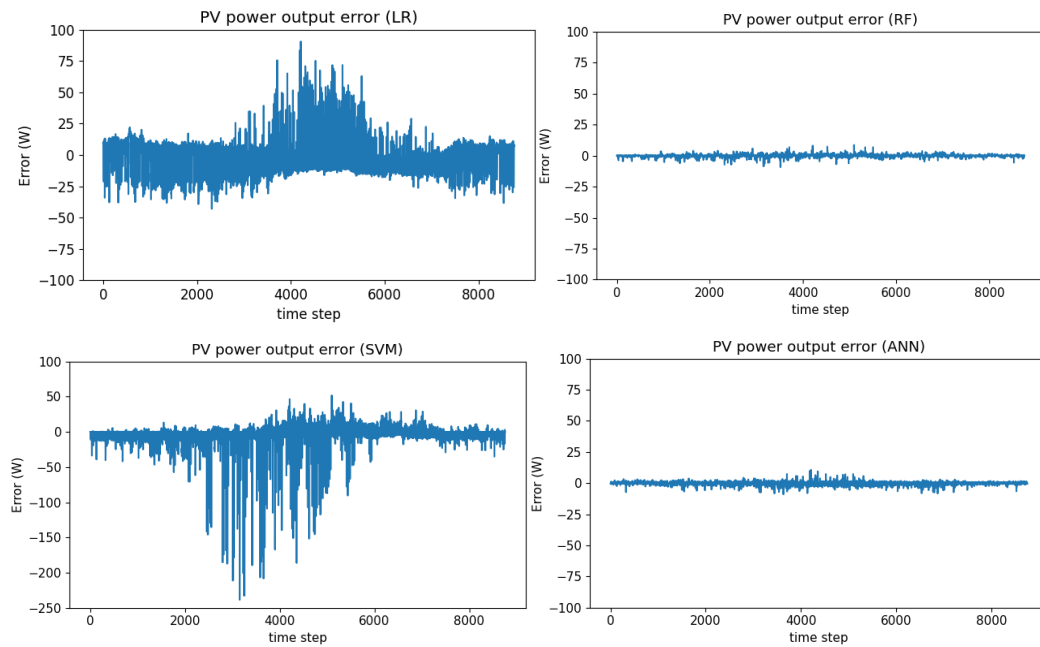 PV power output error (LR)
100
75
50
25
0
−25
−50
−75
−100
Error (W)
0 2000 4000 6000 8000
time step
PV power output error (RF)
100
75
50
25
0
−25
−50
−75
−100
Error (W)
0 2000 4000 6000 8000
time step
PV power output error (SVM)
100
50
0
−50
−100
−150
−200
−250
Error (W)
0 2000 4000 6000 8000
time step
PV power output error (ANN)
100
75
50
25
0
−25
−50
−75
−100
Error (W)
0 2000 4000 6000 8000
time step